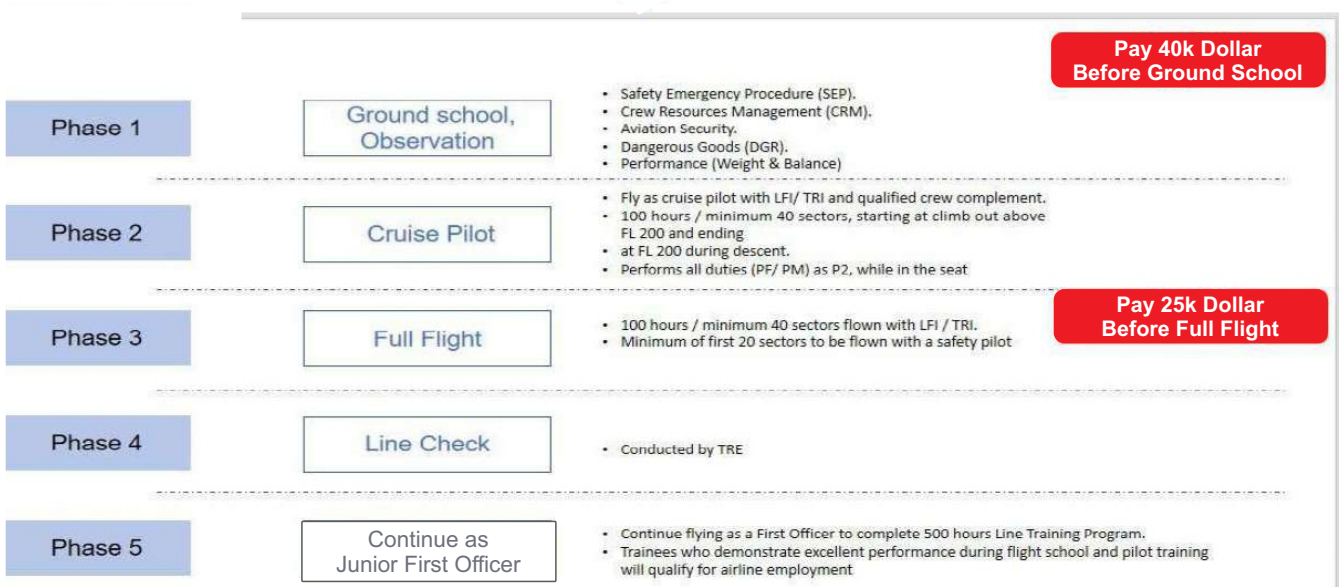 Pay 40k Dollar
Before Ground School
Phase 1
Ground school,
Observation
• Safety Emergency Procedure (SEP).
• Crew Resources Management (CRM).
• Aviation Security.
• Dangerous Goods (DGR).
• Performance (Weight & Balance)
Phase 2
Cruise Pilot
• Fly as cruise pilot with LFI/ TRI and qualified crew complement.
• 100 hours / minimum 40 sectors, starting at climb out above
FL 200 and ending
• at FL 200 during descent.
• Performs all duties (PF/ PM) as P2, while in the seat
Pay 25k Dollar
Before Full Flight
Phase 3
Full Flight
• 100 hours / minimum 40 sectors flown with LFI / TRI.
• Minimum of first 20 sectors to be flown with a safety pilot
Phase 4
Line Check
• Conducted by TRE
Phase 5
Continue as
Junior First Officer
• Continue flying as a First Officer to complete 500 hours Line Training Program.
• Trainees who demonstrate excellent performance during flight school and pilot training
will qualify for airline employment